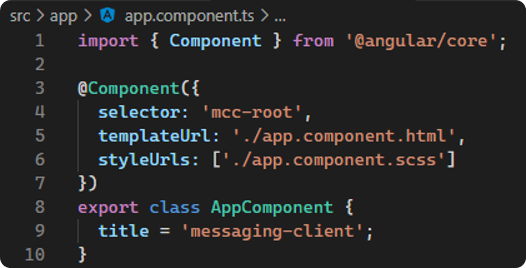 src > app > app.component.ts > ...
1 import { Component } from '@angular/core';
2
3 @Component({
4   selector: 'mcc-root',
5   templateUrl: './app.component.html',
6   styleUrls: ['./app.component.scss']
7 })
8 export class AppComponent {
9   title = 'messaging-client';
10 }